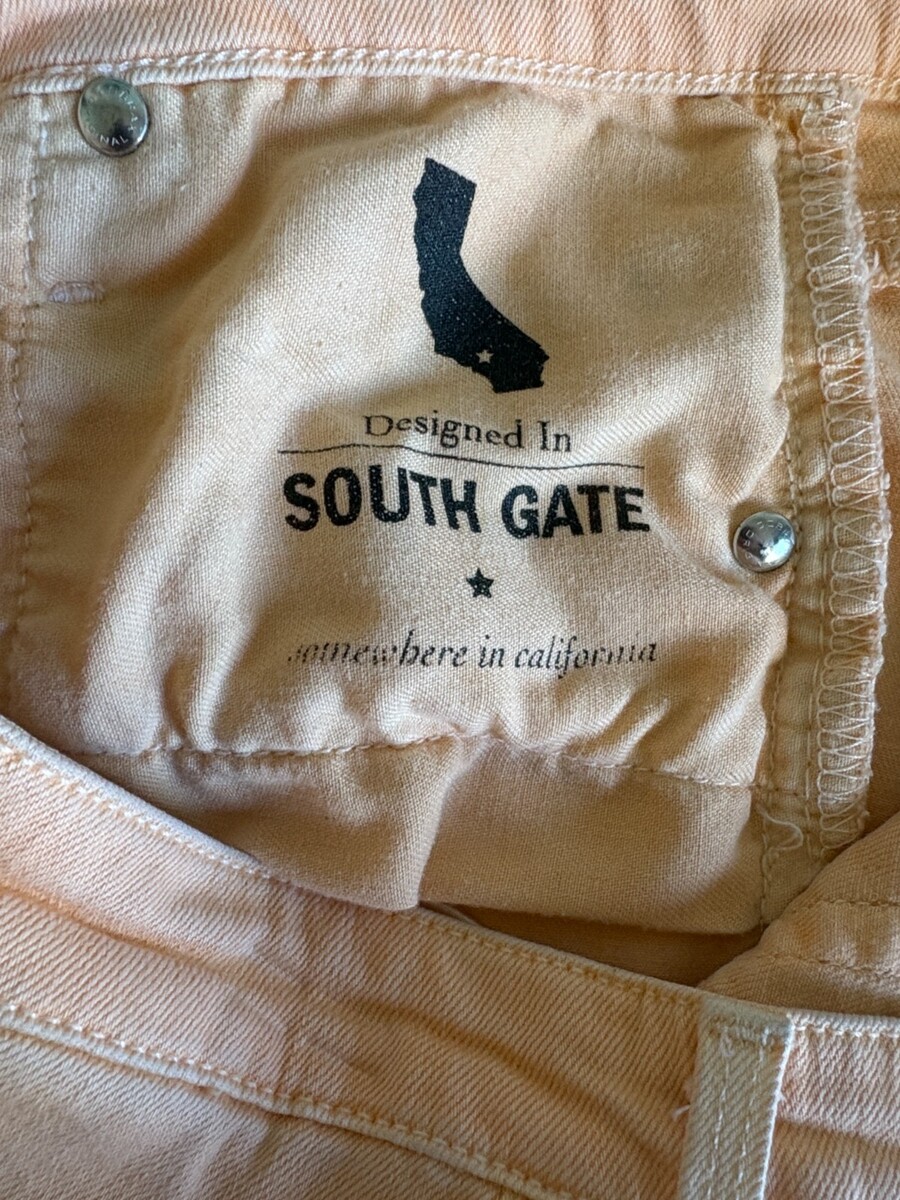 Designed In
SOUTH GATE
somewhere in california